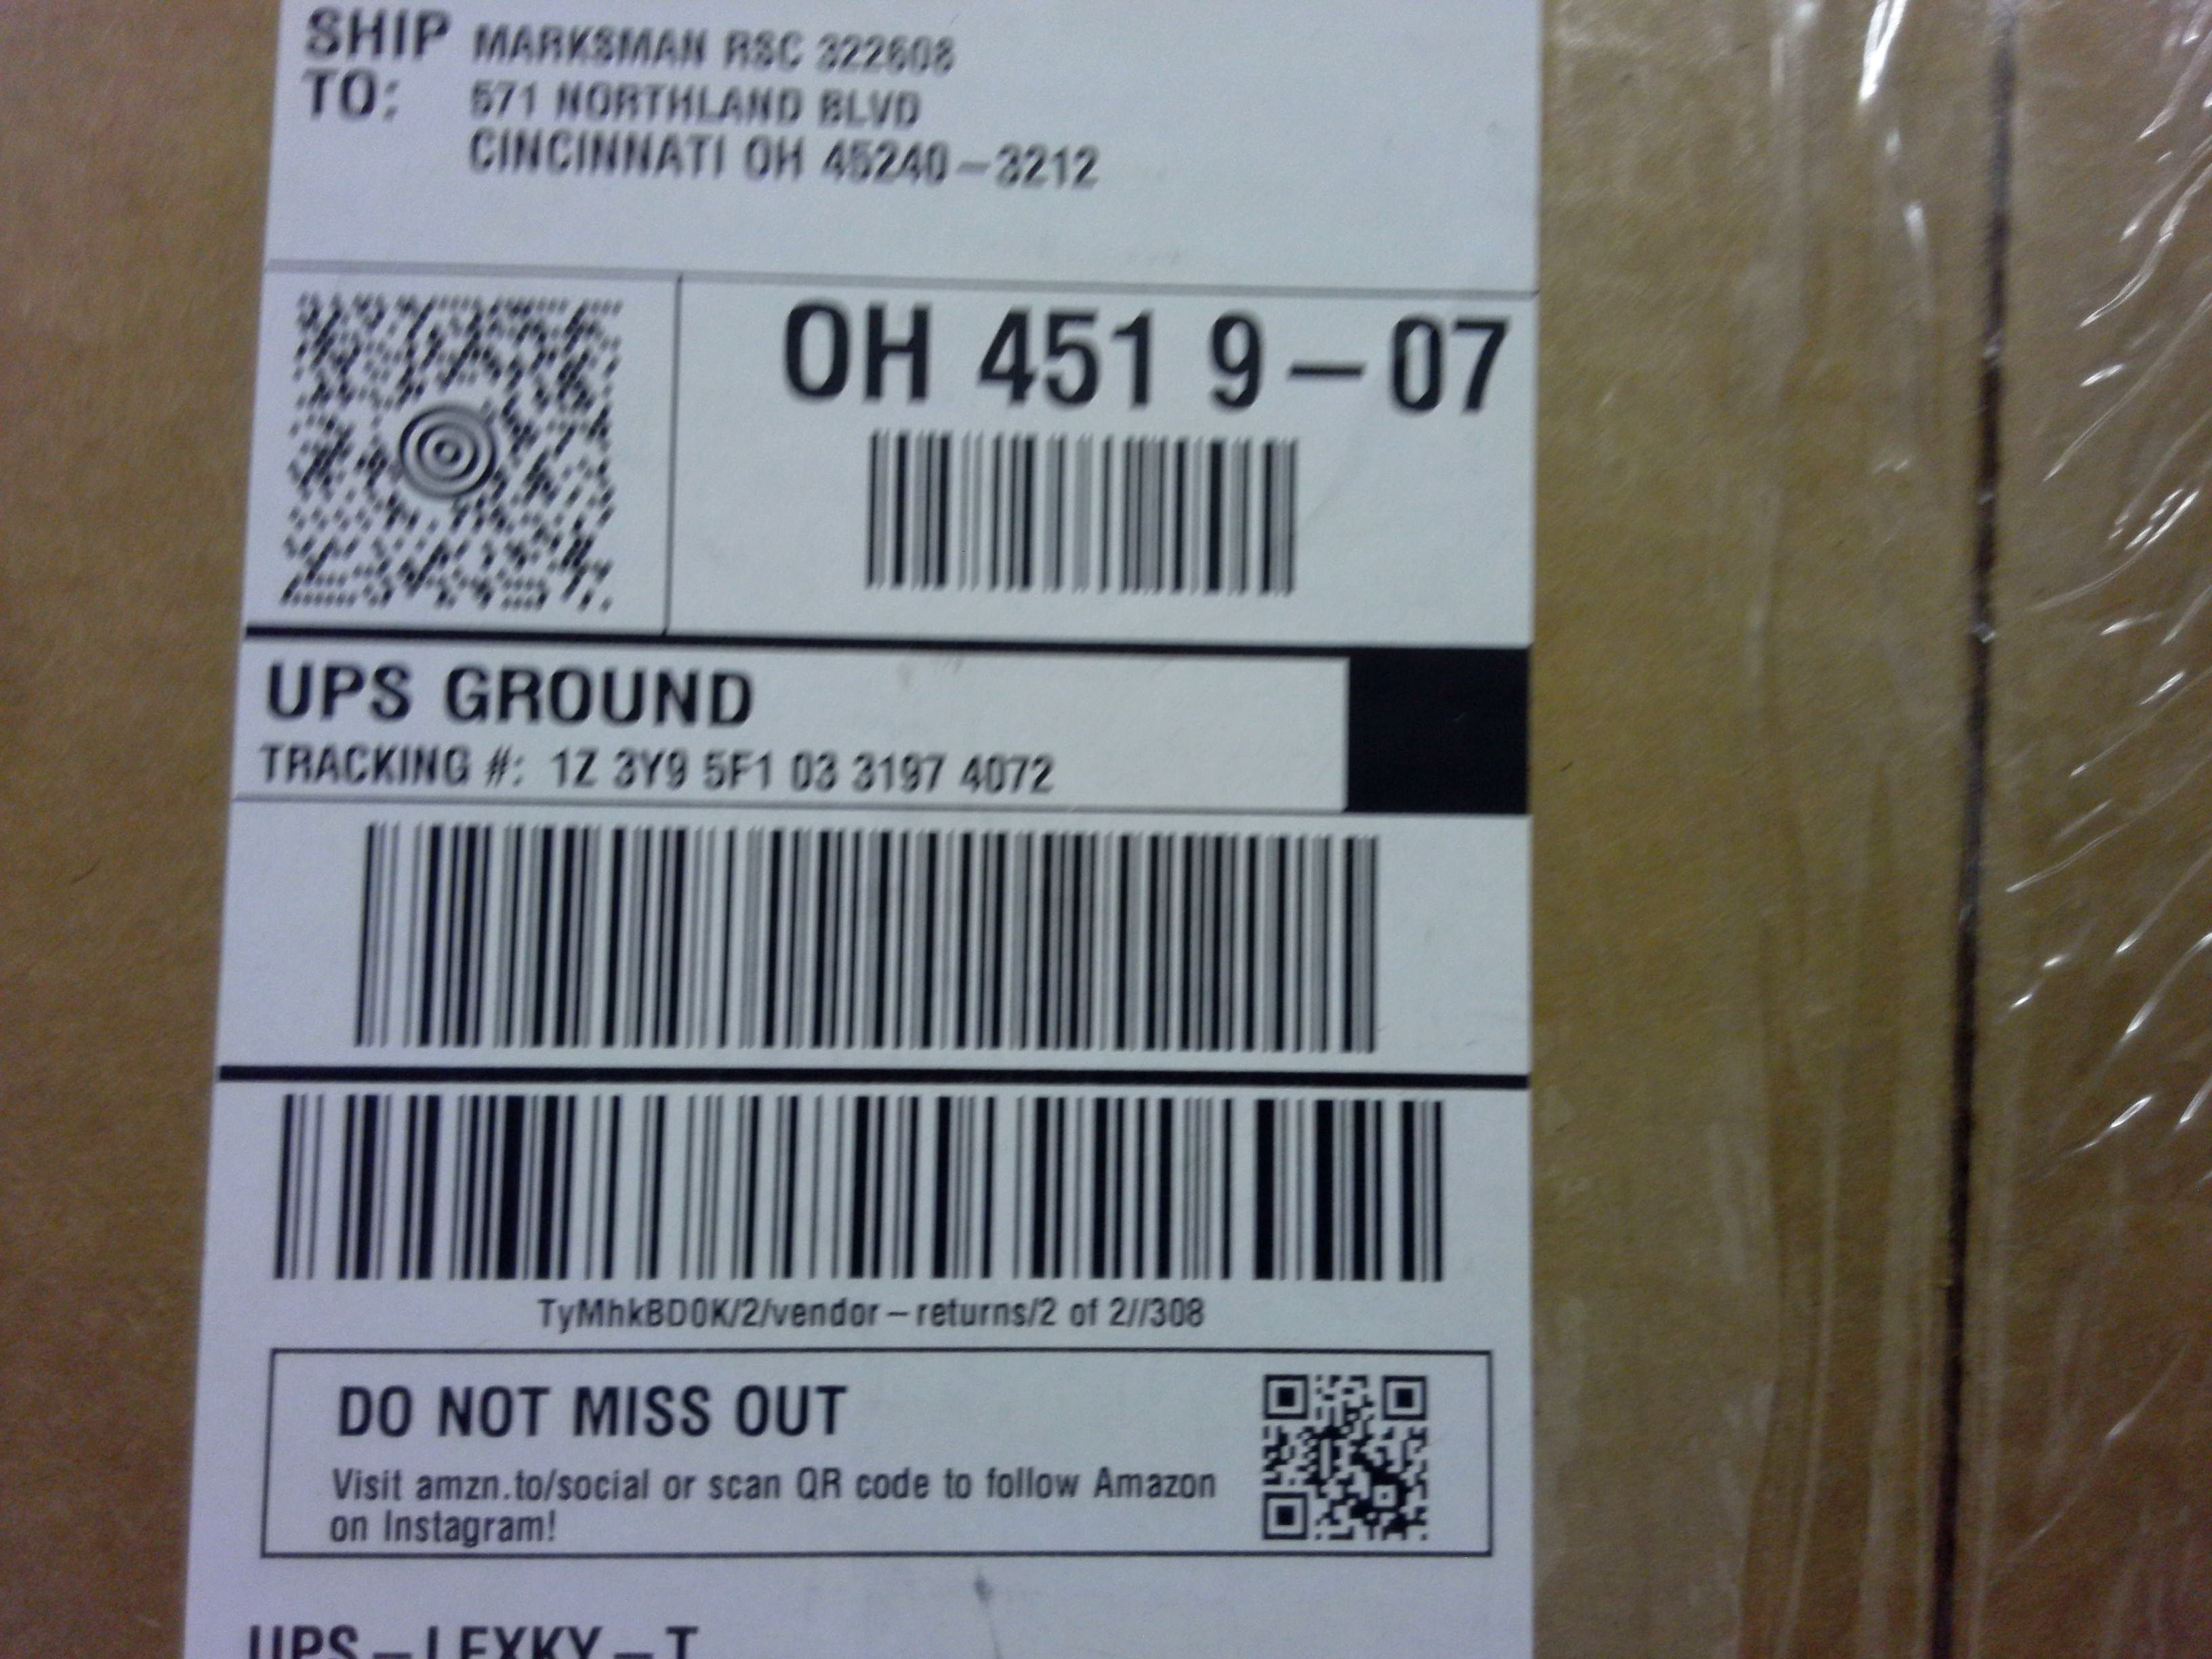 SHIP TO:
MARKSMAN RSC 322608
571 NORTHLAND BLVD
CINCINNATI OH 45240-3212
OH 451 9-07
UPS GROUND
TRACKING #: 1Z 3Y9 5F1 03 3197 4072
TyMhkBD0K/2/vendor-returns/2 of 2//308
DO NOT MISS OUT
Visit amzn.to/social or scan QR code to follow Amazon
on Instagram!
UPS-LEXKY-T